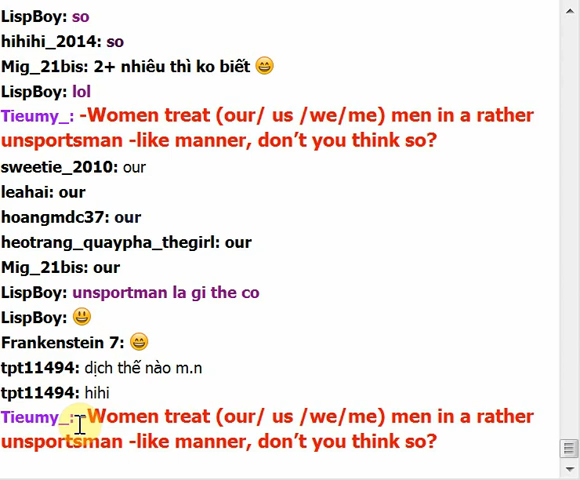 LispBoy: so
hihihi_2014: so
Mig_21bis: 2+ nhiêu thì ko biết 😄
LispBoy: lol
Tieumy_: -Women treat (our/ us /we/me) men in a rather
unsportsman -like manner, don't you think so?
sweetie_2010: our
leahai: our
hoangmdc37: our
heotrang_quaypha_thegirl: our
Mig_21bis: our
LispBoy: unsportman la gi the co
LispBoy: 😃
Frankenstein 7: 😄
tpt11494: dịch thế nào m.n
tpt11494: hihi
Tieumy_: -Women treat (our/ us /we/me) men in a rather
unsportsman -like manner, don't you think so?